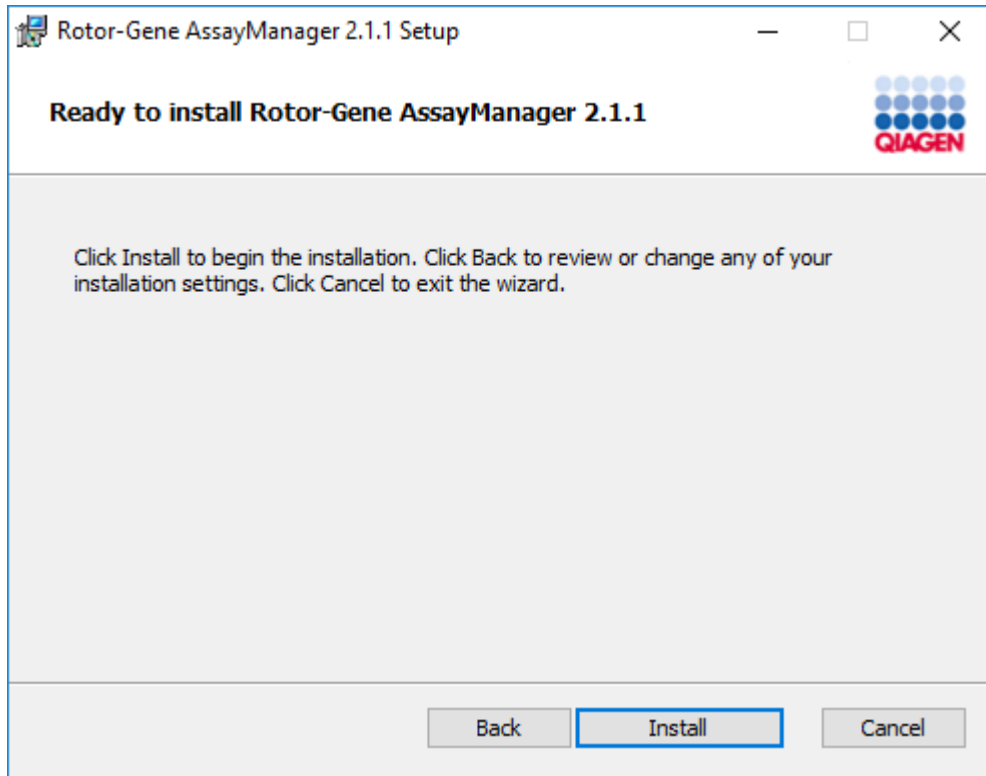 Rotor-Gene AssayManager 2.1.1 Setup
Ready to install Rotor-Gene AssayManager 2.1.1
QIAGEN
Click Install to begin the installation. Click Back to review or change any of your
installation settings. Click Cancel to exit the wizard.
Back
Install
Cancel